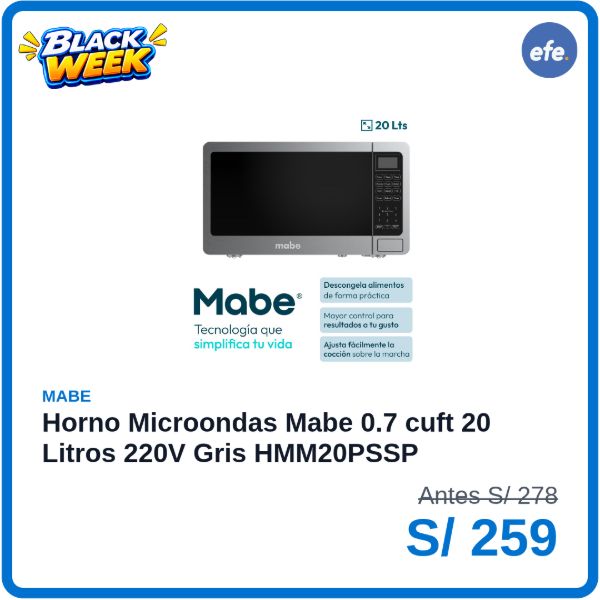 BLACK
WEEK
efe.
20 Lts
mabe
Mabe®
Tecnología que
simplifica tu vida
Descongela alimentos
de forma práctica
Mayor control para
resultados a tu gusto
Ajusta fácilmente la
cocción sobre la marcha
MABE
Horno Microondas Mabe 0.7 cuft 20
Litros 220V Gris HMM20PSSP
Antes S/ 278
S/ 259